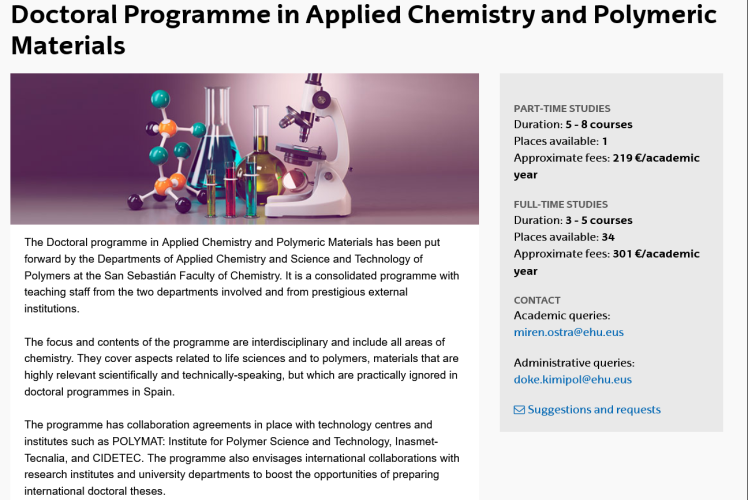 Doctoral Programme in Applied Chemistry and Polymeric
Materials
The Doctoral programme in Applied Chemistry and Polymeric Materials has been put
forward by the Departments of Applied Chemistry and Science and Technology of
Polymers at the San Sebastián Faculty of Chemistry. It is a consolidated programme with
teaching staff from the two departments involved and from prestigious external
institutions.
The focus and contents of the programme are interdisciplinary and include all areas of
chemistry. They cover aspects related to life sciences and to polymers, materials that are
highly relevant scientifically and technically-speaking, but which are practically ignored in
doctoral programmes in Spain.
The programme has collaboration agreements in place with technology centres and
institutes such as POLYMAT: Institute for Polymer Science and Technology, Inasmet-
Tecnalia, and CIDETEC. The programme also envisages international collaborations with
research institutes and university departments to boost the opportunities of preparing
international doctoral theses.
PART-TIME STUDIES
Duration: 5 - 8 courses
Places available: 1
Approximate fees: 219 €/academic
year
FULL-TIME STUDIES
Duration: 3 - 5 courses
Places available: 34
Approximate fees: 301 €/academic
year
CONTACT
Academic queries:
miren.ostra@ehu.eus
Administrative queries:
doke.kimipol@ehu.eus
Suggestions and requests